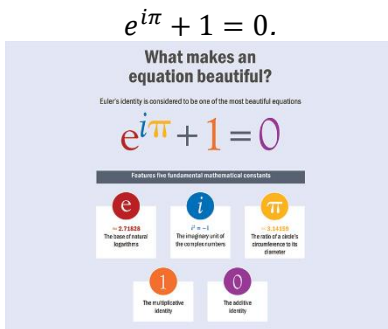 e^{iπ} + 1 = 0.
What makes an
equation beautiful?
Euler's identity is considered to be one of the most beautiful equations
e^{iπ}+1=0
Features five fundamental mathematical constants
e
i
π
≈ 2.71828
i² = −1
≈ 3.14159
The base of natural
logarithms
The imaginary unit of
the complex numbers
The ratio of a circle's
circumference to its
diameter
1
0
The multiplicative
identity
The additive
identity